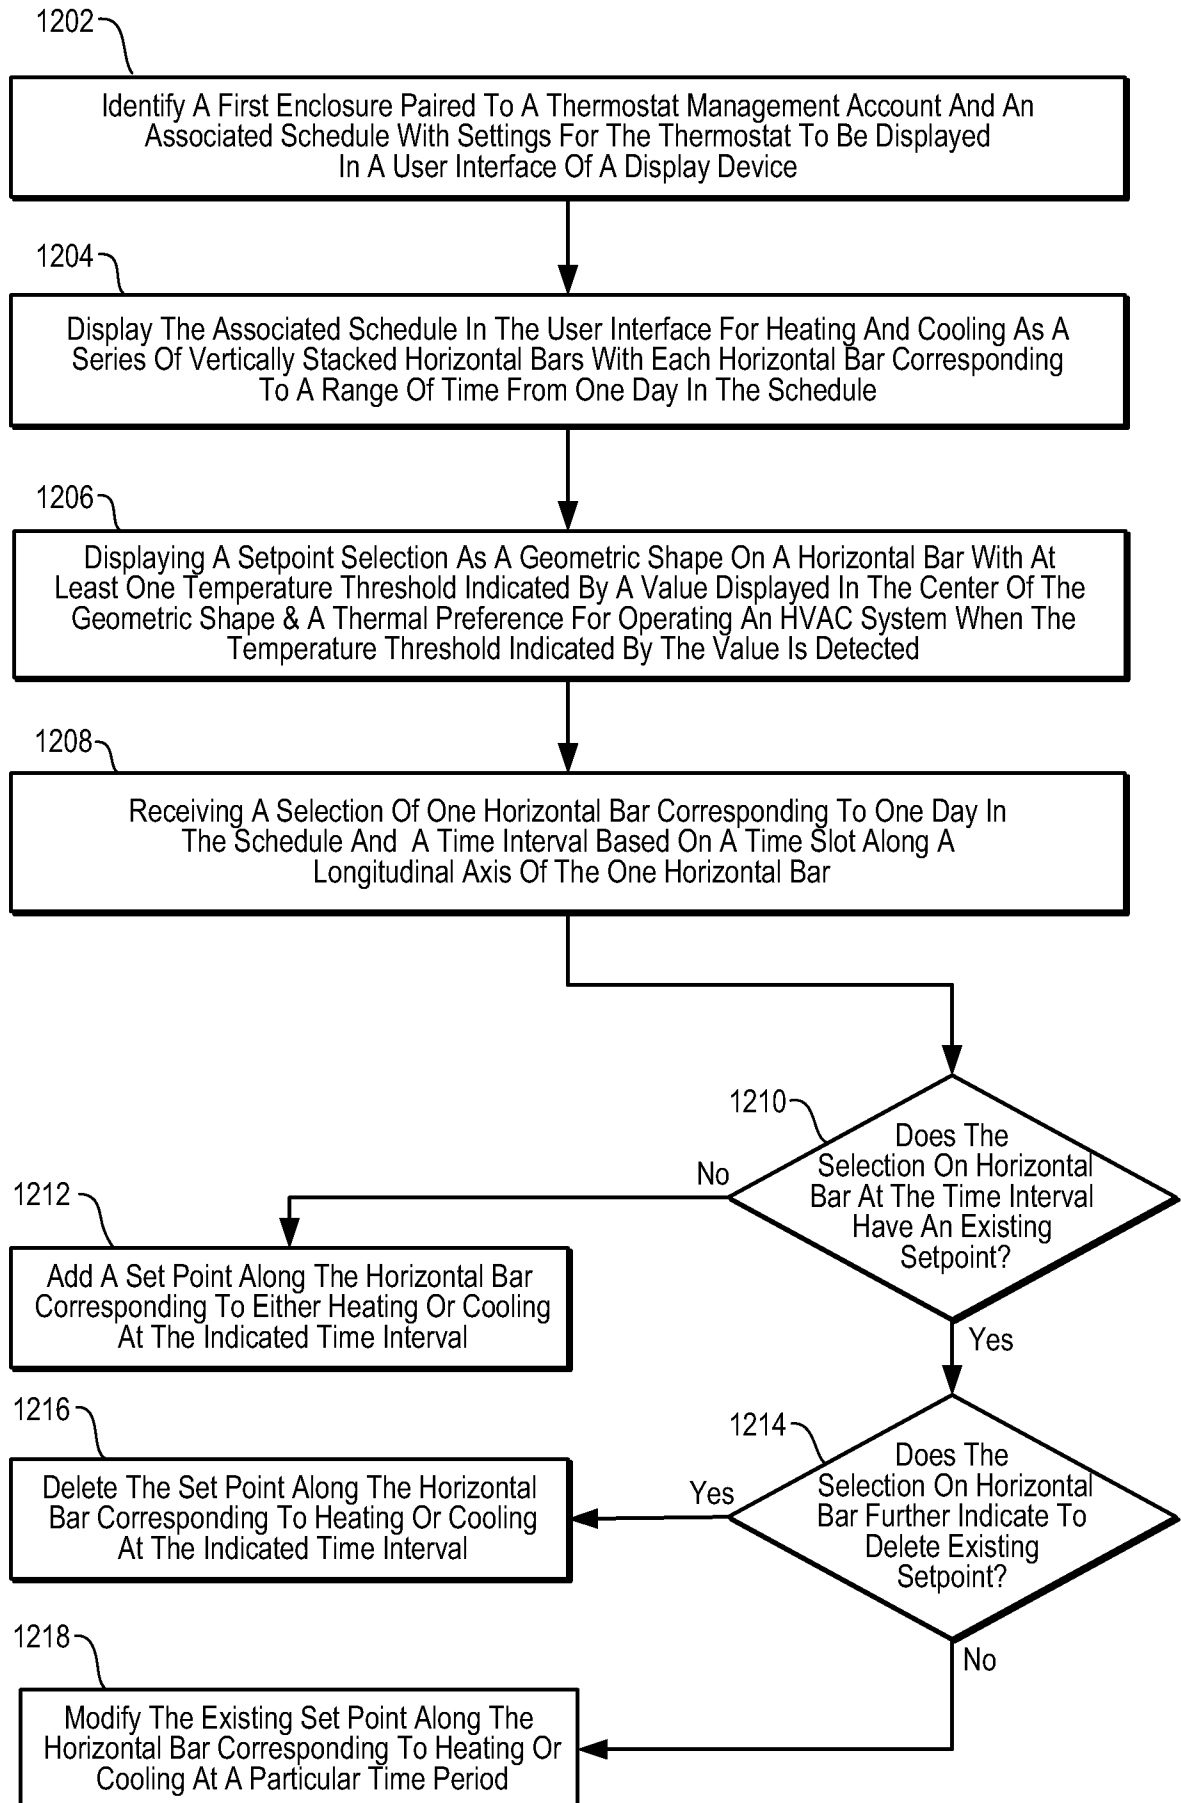 1202
Identify A First Enclosure Paired To A Thermostat Management Account And An
Associated Schedule With Settings For The Thermostat To Be Displayed
In A User Interface Of A Display Device
1204
Display The Associated Schedule In The User Interface For Heating And Cooling As A
Series Of Vertically Stacked Horizontal Bars With Each Horizontal Bar Corresponding
To A Range Of Time From One Day In The Schedule
1206
Displaying A Setpoint Selection As A Geometric Shape On A Horizontal Bar With At
Least One Temperature Threshold Indicated By A Value Displayed In The Center Of The
Geometric Shape & A Thermal Preference For Operating An HVAC System When The
Temperature Threshold Indicated By The Value Is Detected
1208
Receiving A Selection Of One Horizontal Bar Corresponding To One Day In
The Schedule And A Time Interval Based On A Time Slot Along A
Longitudinal Axis Of The One Horizontal Bar
1210
Does The
Selection On Horizontal
Bar At The Time Interval
Have An Existing
Setpoint?
No
1212
Add A Set Point Along The Horizontal Bar
Corresponding To Either Heating Or Cooling
At The Indicated Time Interval
Yes
1214
Does The
Selection On Horizontal
Bar Further Indicate To
Delete Existing
Setpoint?
Yes
1216
Delete The Set Point Along The Horizontal
Bar Corresponding To Heating Or Cooling
At The Indicated Time Interval
No
1218
Modify The Existing Set Point Along The
Horizontal Bar Corresponding To Heating Or
Cooling At A Particular Time Period